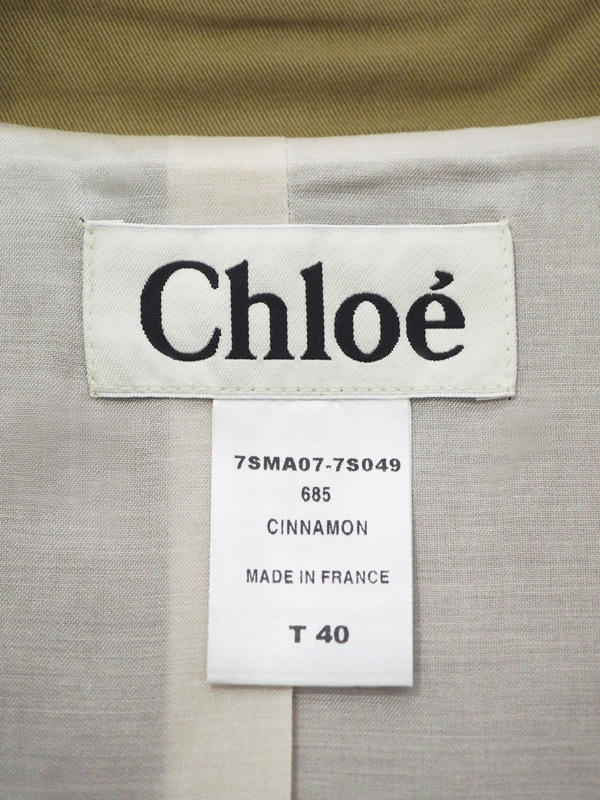 Chloé
7SMA07-7S049
685
CINNAMON
MADE IN FRANCE
T 40